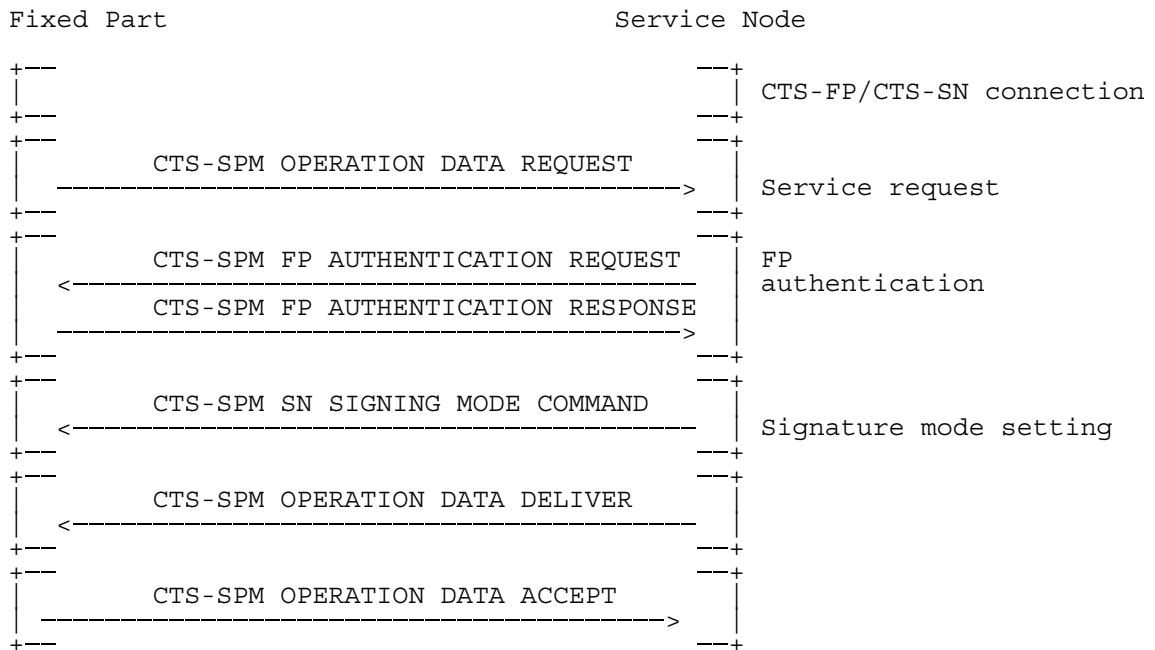 Fixed Part Service Node
CTS-FP/CTS-SN connection
CTS-SPM OPERATION DATA REQUEST
Service request
CTS-SPM FP AUTHENTICATION REQUEST FP
authentication
CTS-SPM FP AUTHENTICATION RESPONSE
CTS-SPM SN SIGNING MODE COMMAND
Signature mode setting
CTS-SPM OPERATION DATA DELIVER
CTS-SPM OPERATION DATA ACCEPT